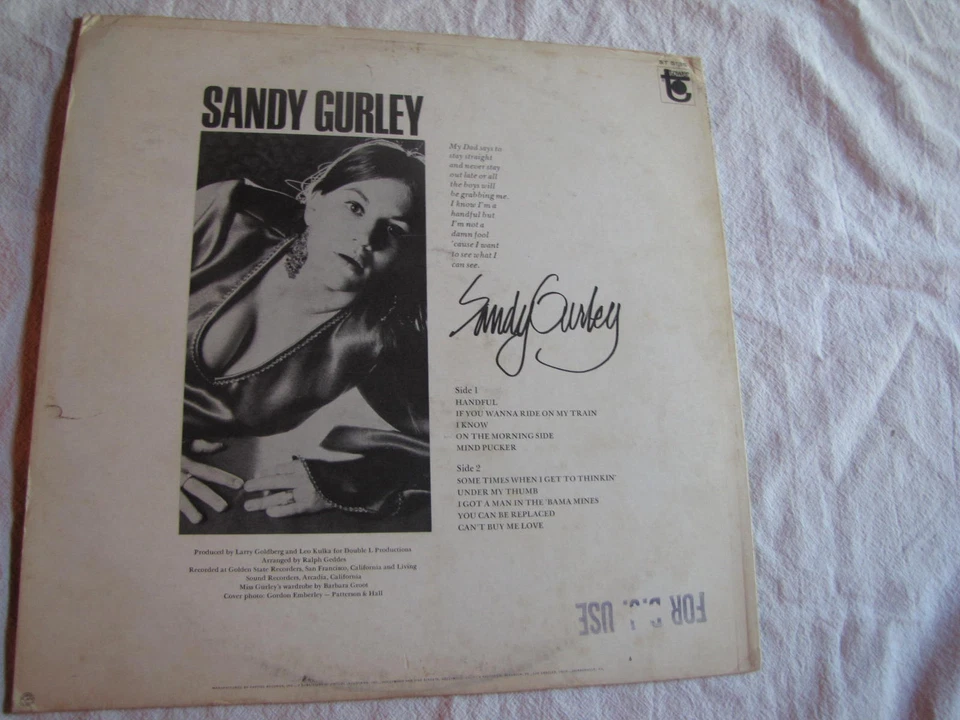 SANDY GURLEY
tc
My Dad says to
stay straight
and never stay
out late or all
the boys will
be grabbing me.
I know I'm a
handful but
I'm not a
damn fool
'cause I want
to see what I
can see.
Sandy Gurley
Side 1
HANDFUL
IF YOU WANNA RIDE ON MY TRAIN
I KNOW
ON THE MORNING SIDE
MIND PUCKER
Side 2
SOME TIMES WHEN I GET TO THINKIN'
UNDER MY THUMB
I GOT A MAN IN THE 'BAMA MINES
YOU CAN BE REPLACED
CAN'T BUY ME LOVE
Produced by Larry Goldberg and Leo Kulka for Double L Productions
Arranged by Ralph Geddes
Recorded at Golden State Recorders, San Francisco, California and Living
Sound Recorders, Arcadia, California
Miss Gurley's wardrobe by Barbara Gront
Cover photo: Gordon Emberley — Patterson & Hall
FOR D.J. USE